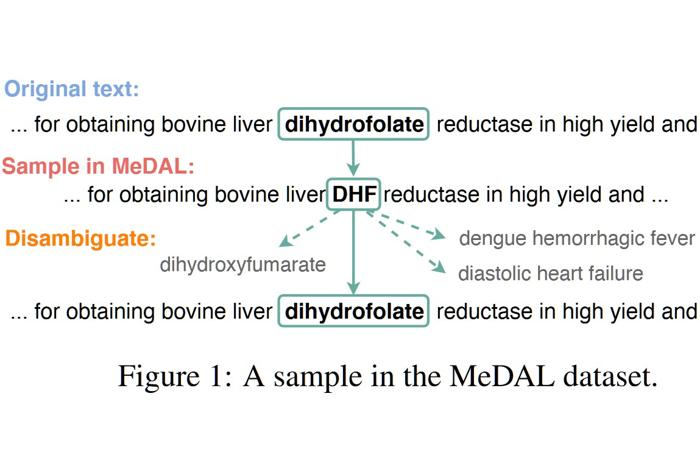 Original text:
... for obtaining bovine liver dihydrofolate reductase in high yield and
Sample in MeDAL:
... for obtaining bovine liver DHF reductase in high yield and ...
Disambiguate:
dengue hemorrhagic fever
dihydroxyfumarate
diastolic heart failure
... for obtaining bovine liver dihydrofolate reductase in high yield and
Figure 1: A sample in the MeDAL dataset.